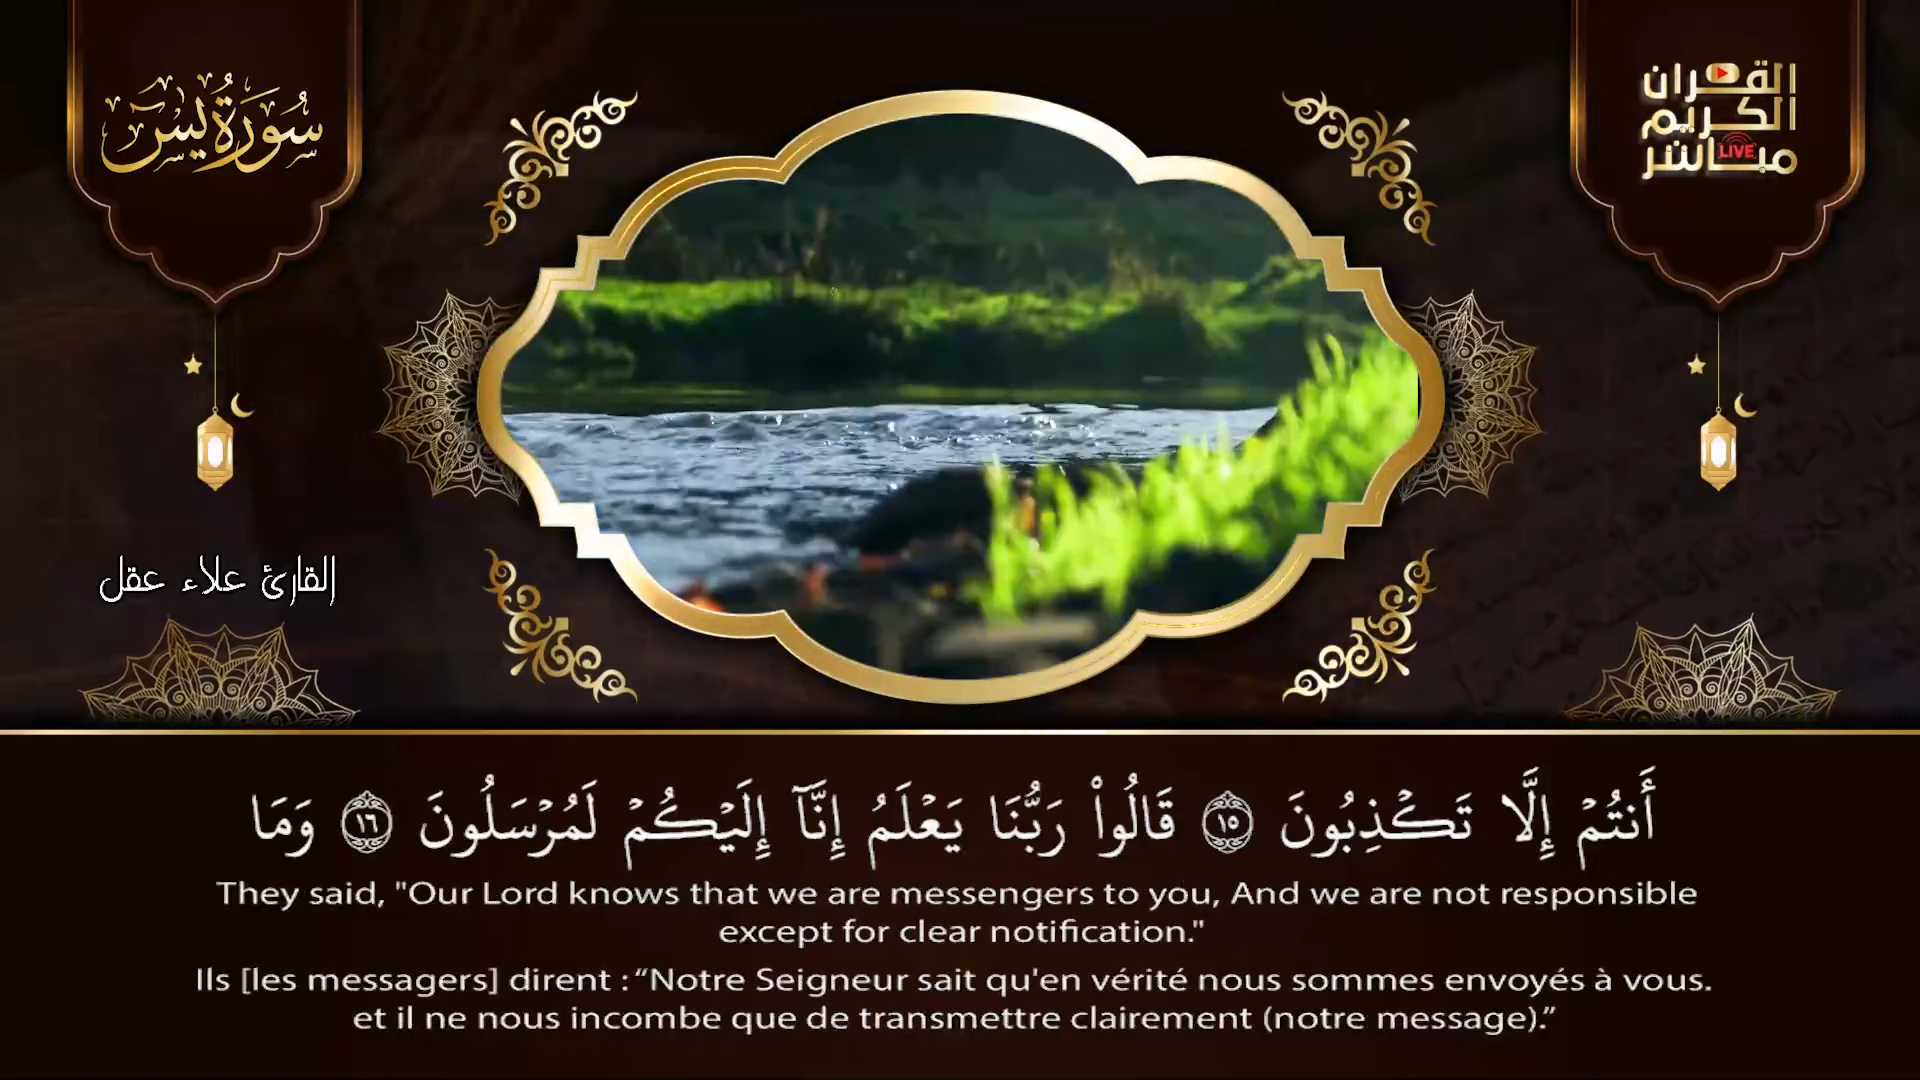 سُورَةُ يس
القرآن
الكريم
مباشر
LIVE
القارئ علاء عقل
أَنتُمۡ إِلَّا تَكۡذِبُونَ ١٥ قَالُواْ رَبُّنَا يَعۡلَمُ إِنَّآ إِلَيۡكُمۡ لَمُرۡسَلُونَ ١٦ وَمَا
They said, "Our Lord knows that we are messengers to you, And we are not responsible
except for clear notification."
Ils [les messagers] dirent : “Notre Seigneur sait qu'en vérité nous sommes envoyés à vous.
et il ne nous incombe que de transmettre clairement (notre message).”